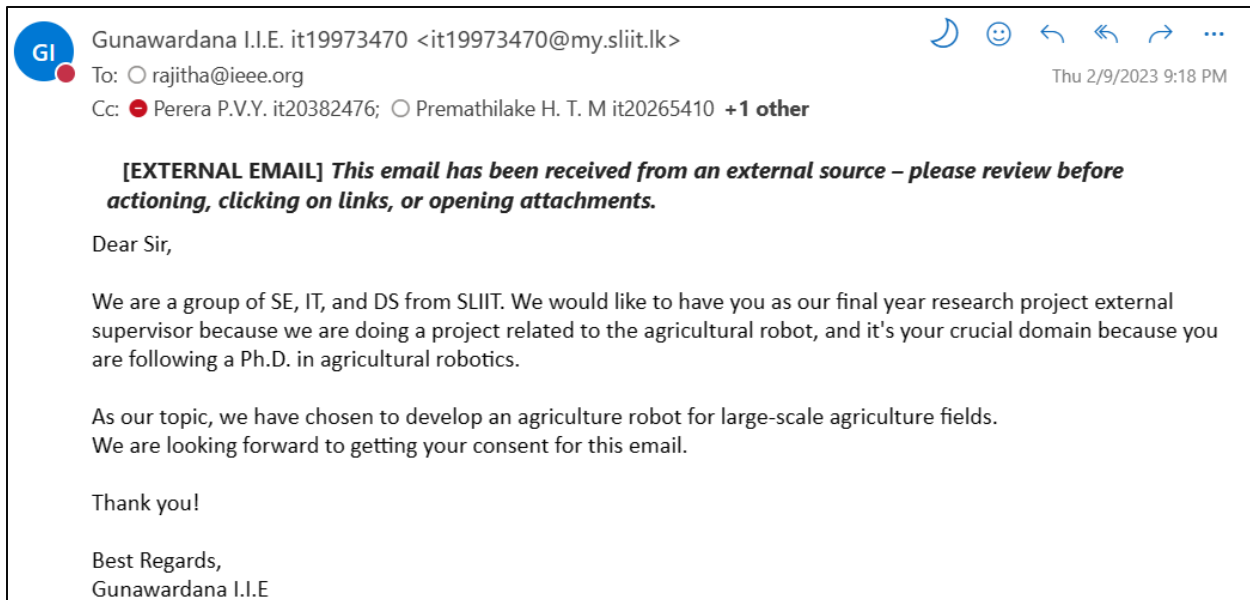 GI
Gunawardana I.I.E. it19973470 <it19973470@my.sliit.lk>
To: rajitha@ieee.org
Thu 2/9/2023 9:18 PM
Cc: Perera P.V.Y. it20382476; Premathilake H. T. M it20265410 +1 other
[EXTERNAL EMAIL] This email has been received from an external source – please review before
actioning, clicking on links, or opening attachments.
Dear Sir,
We are a group of SE, IT, and DS from SLIIT. We would like to have you as our final year research project external
supervisor because we are doing a project related to the agricultural robot, and it's your crucial domain because you
are following a Ph.D. in agricultural robotics.
As our topic, we have chosen to develop an agriculture robot for large-scale agriculture fields.
We are looking forward to getting your consent for this email.
Thank you!
Best Regards,
Gunawardana I.I.E